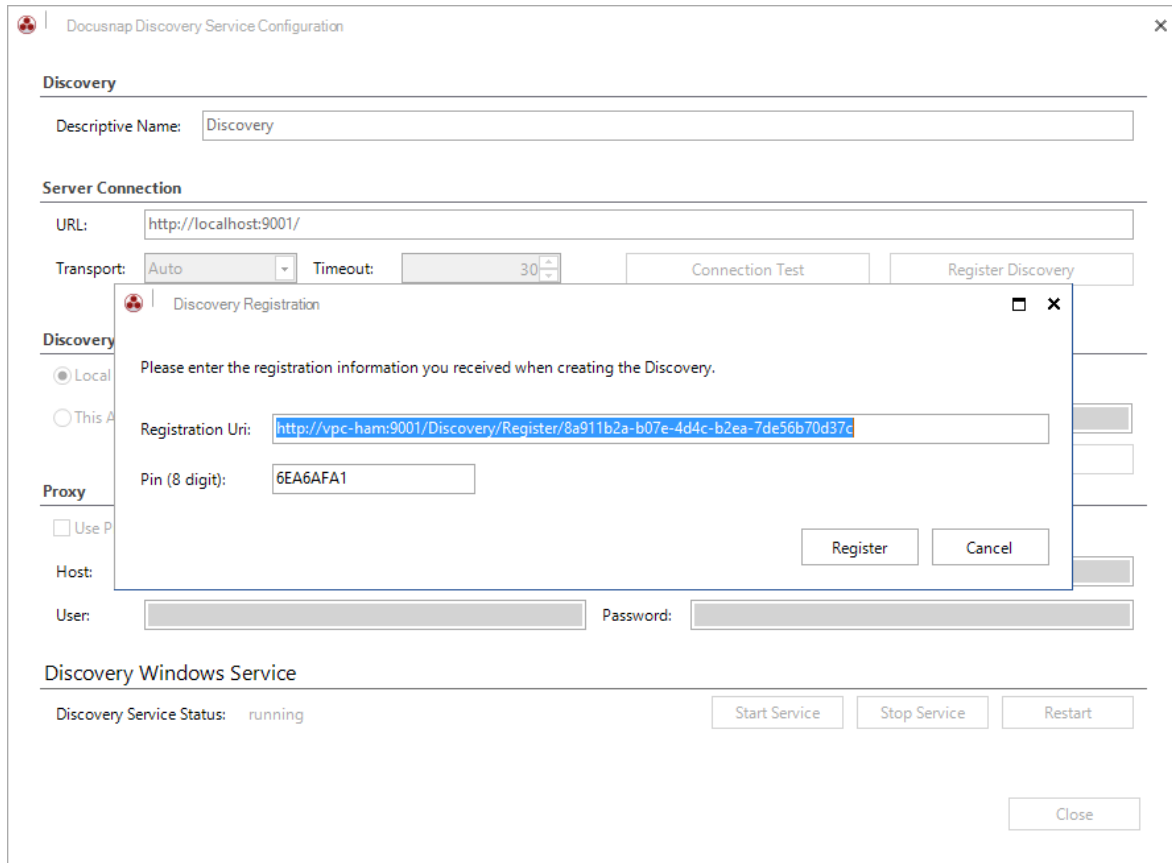 Docusnap Discovery Service Configuration
Discovery
Descriptive Name: Discovery
Server Connection
URL: http://localhost:9001/
Transport: Auto Timeout: 30 Connection Test Register Discovery
Discovery Registration
Discovery
Please enter the registration information you received when creating the Discovery.
Local
This A
Registration Uri: http://vpc-ham:9001/Discovery/Register/8a911b2a-b07e-4d4c-b2ea-7de56b70d37c
Pin (8 digit): 6EA6AFA1
Proxy
Use P
Register Cancel
Host:
User: Password:
Discovery Windows Service
Discovery Service Status: running Start Service Stop Service Restart
Close